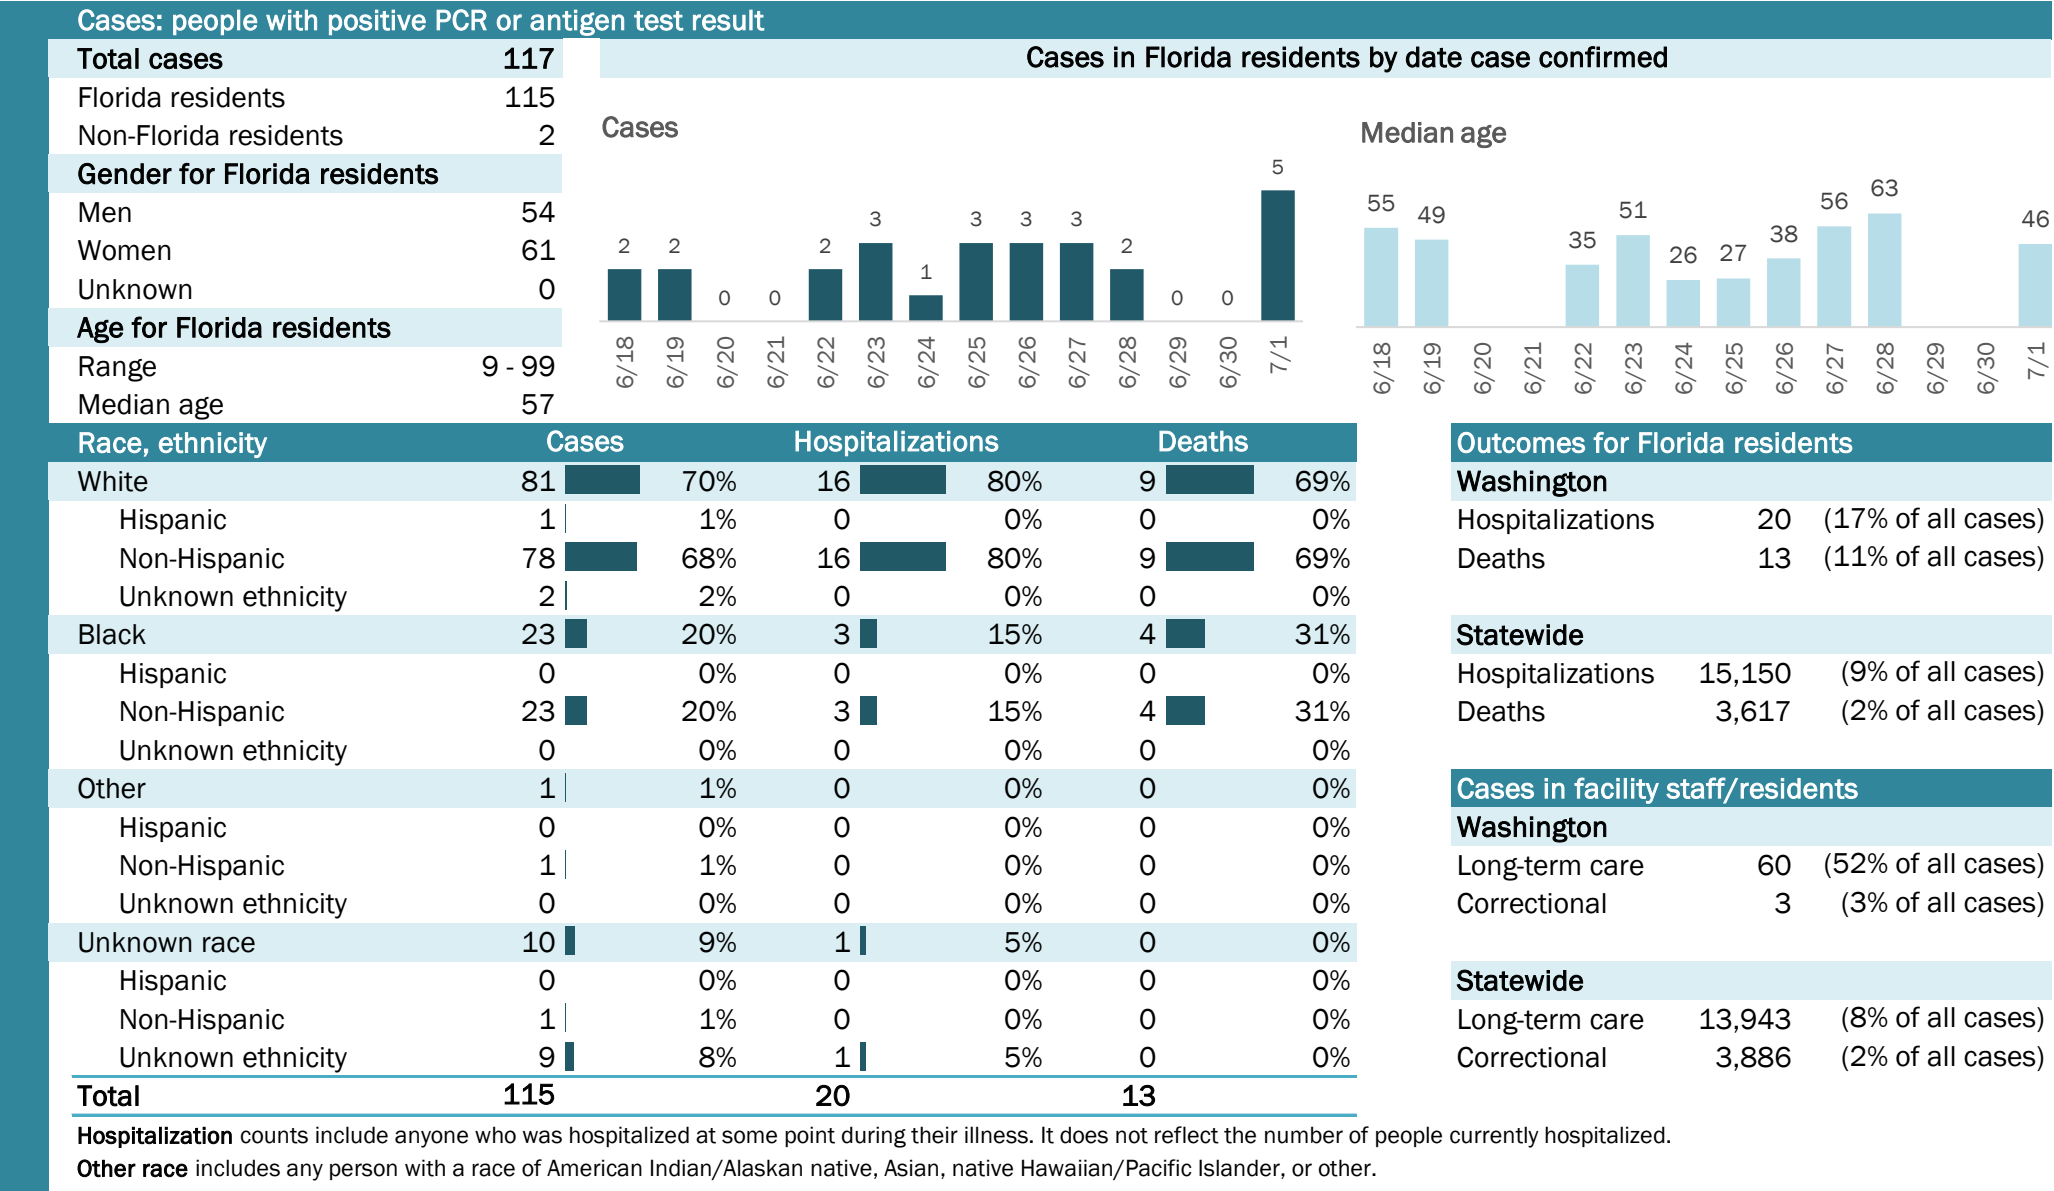 Cases: people with positive PCR or antigen test result
Total cases 117
Florida residents 115
Non-Florida residents 2
Gender for Florida residents
Men 54
Women 61
Unknown 0
Age for Florida residents
Range 9 - 99
Median age 57
Cases in Florida residents by date case confirmed
Cases
2 2 0 0 2 3 1 3 3 3 2 0 0 5
6/18 6/19 6/20 6/21 6/22 6/23 6/24 6/25 6/26 6/27 6/28 6/29 6/30 7/1
Median age
55 49 35 51 26 27 38 56 63 46
6/18 6/19 6/20 6/21 6/22 6/23 6/24 6/25 6/26 6/27 6/28 6/29 6/30 7/1
Race, ethnicity Cases Hospitalizations Deaths
White 81 70% 16 80% 9 69%
Hispanic 1 1% 0 0% 0 0%
Non-Hispanic 78 68% 16 80% 9 69%
Unknown ethnicity 2 2% 0 0% 0 0%
Black 23 20% 3 15% 4 31%
Hispanic 0 0% 0 0% 0 0%
Non-Hispanic 23 20% 3 15% 4 31%
Unknown ethnicity 0 0% 0 0% 0 0%
Other 1 1% 0 0% 0 0%
Hispanic 0 0% 0 0% 0 0%
Non-Hispanic 1 1% 0 0% 0 0%
Unknown ethnicity 0 0% 0 0% 0 0%
Unknown race 10 9% 1 5% 0 0%
Hispanic 0 0% 0 0% 0 0%
Non-Hispanic 1 1% 0 0% 0 0%
Unknown ethnicity 9 8% 1 5% 0 0%
Total 115 20 13
Outcomes for Florida residents
Washington
Hospitalizations 20 (17% of all cases)
Deaths 13 (11% of all cases)
Statewide
Hospitalizations 15,150 (9% of all cases)
Deaths 3,617 (2% of all cases)
Cases in facility staff/residents
Washington
Long-term care 60 (52% of all cases)
Correctional 3 (3% of all cases)
Statewide
Long-term care 13,943 (8% of all cases)
Correctional 3,886 (2% of all cases)
Hospitalization counts include anyone who was hospitalized at some point during their illness. It does not reflect the number of people currently hospitalized.
Other race includes any person with a race of American Indian/Alaskan native, Asian, native Hawaiian/Pacific Islander, or other.